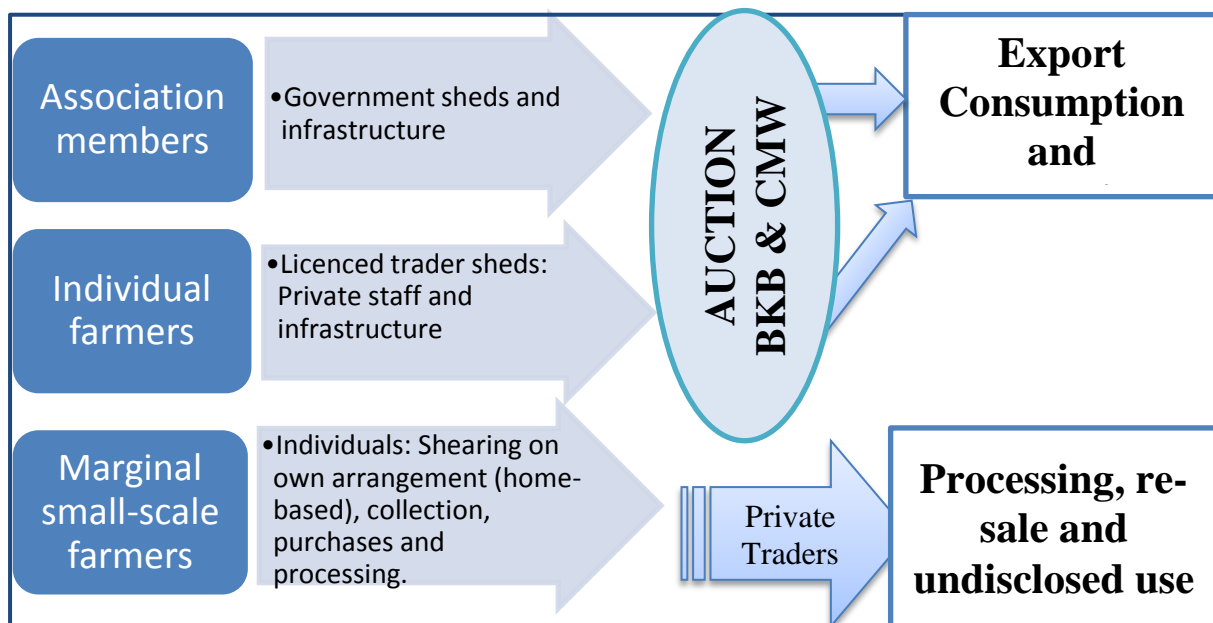 Association
members
•Government sheds and
infrastructure
Individual
farmers
•Licenced trader sheds:
Private staff and
infrastructure
Marginal
small-scale
farmers
•Individuals: Shearing on
own arrangement (home-
based), collection,
purchases and
processing.
AUCTION
BKB & CMW
Private
Traders
Export
Consumption
and
Processing, re-
sale and
undisclosed use